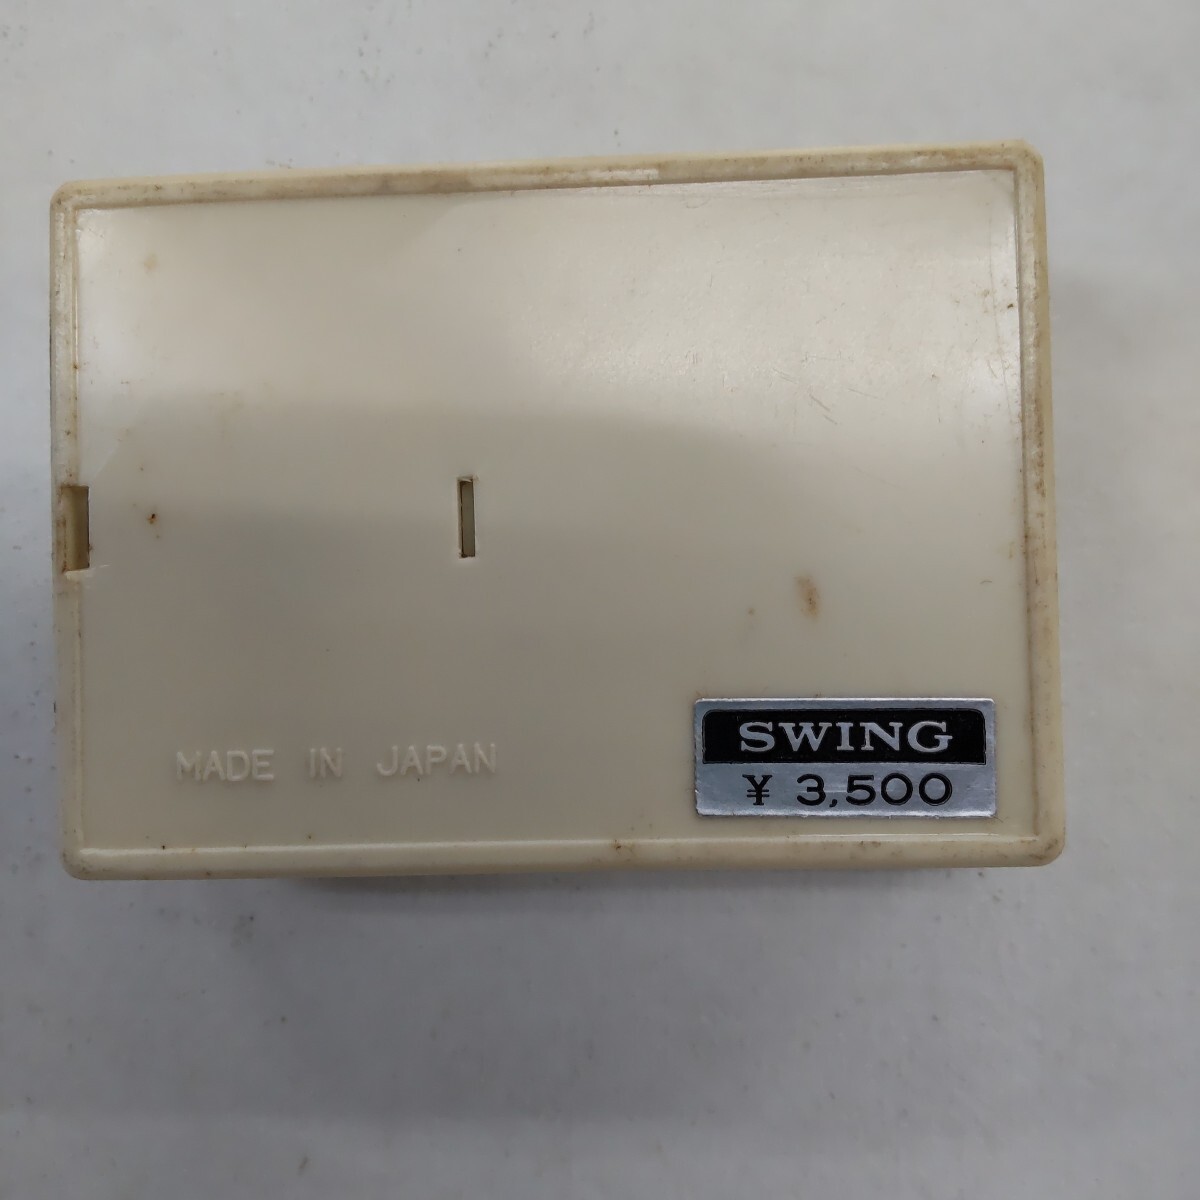 MADE IN JAPAN
SWING
¥ 3,500